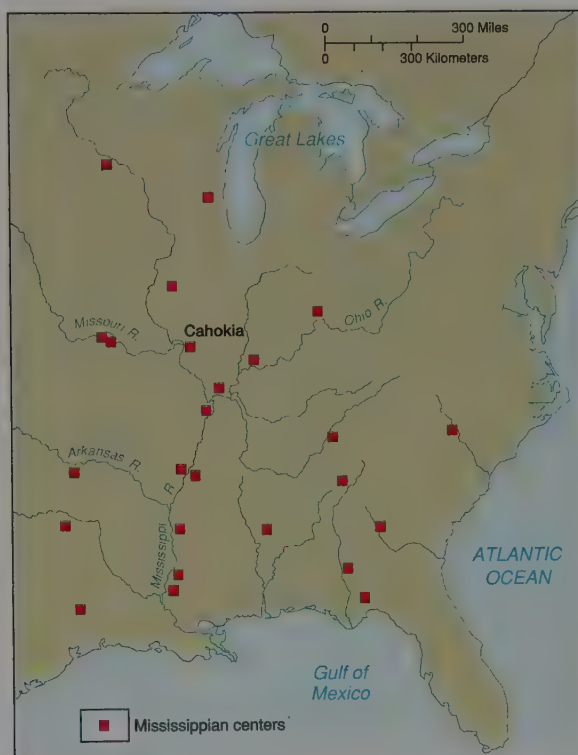 0 300 Miles
0 300 Kilometers
Great Lakes
Missouri R.
Cahokia
Ohio R.
Arkansas R.
Mississippi R.
ATLANTIC
OCEAN
Gulf of
Mexico
Mississippian centers